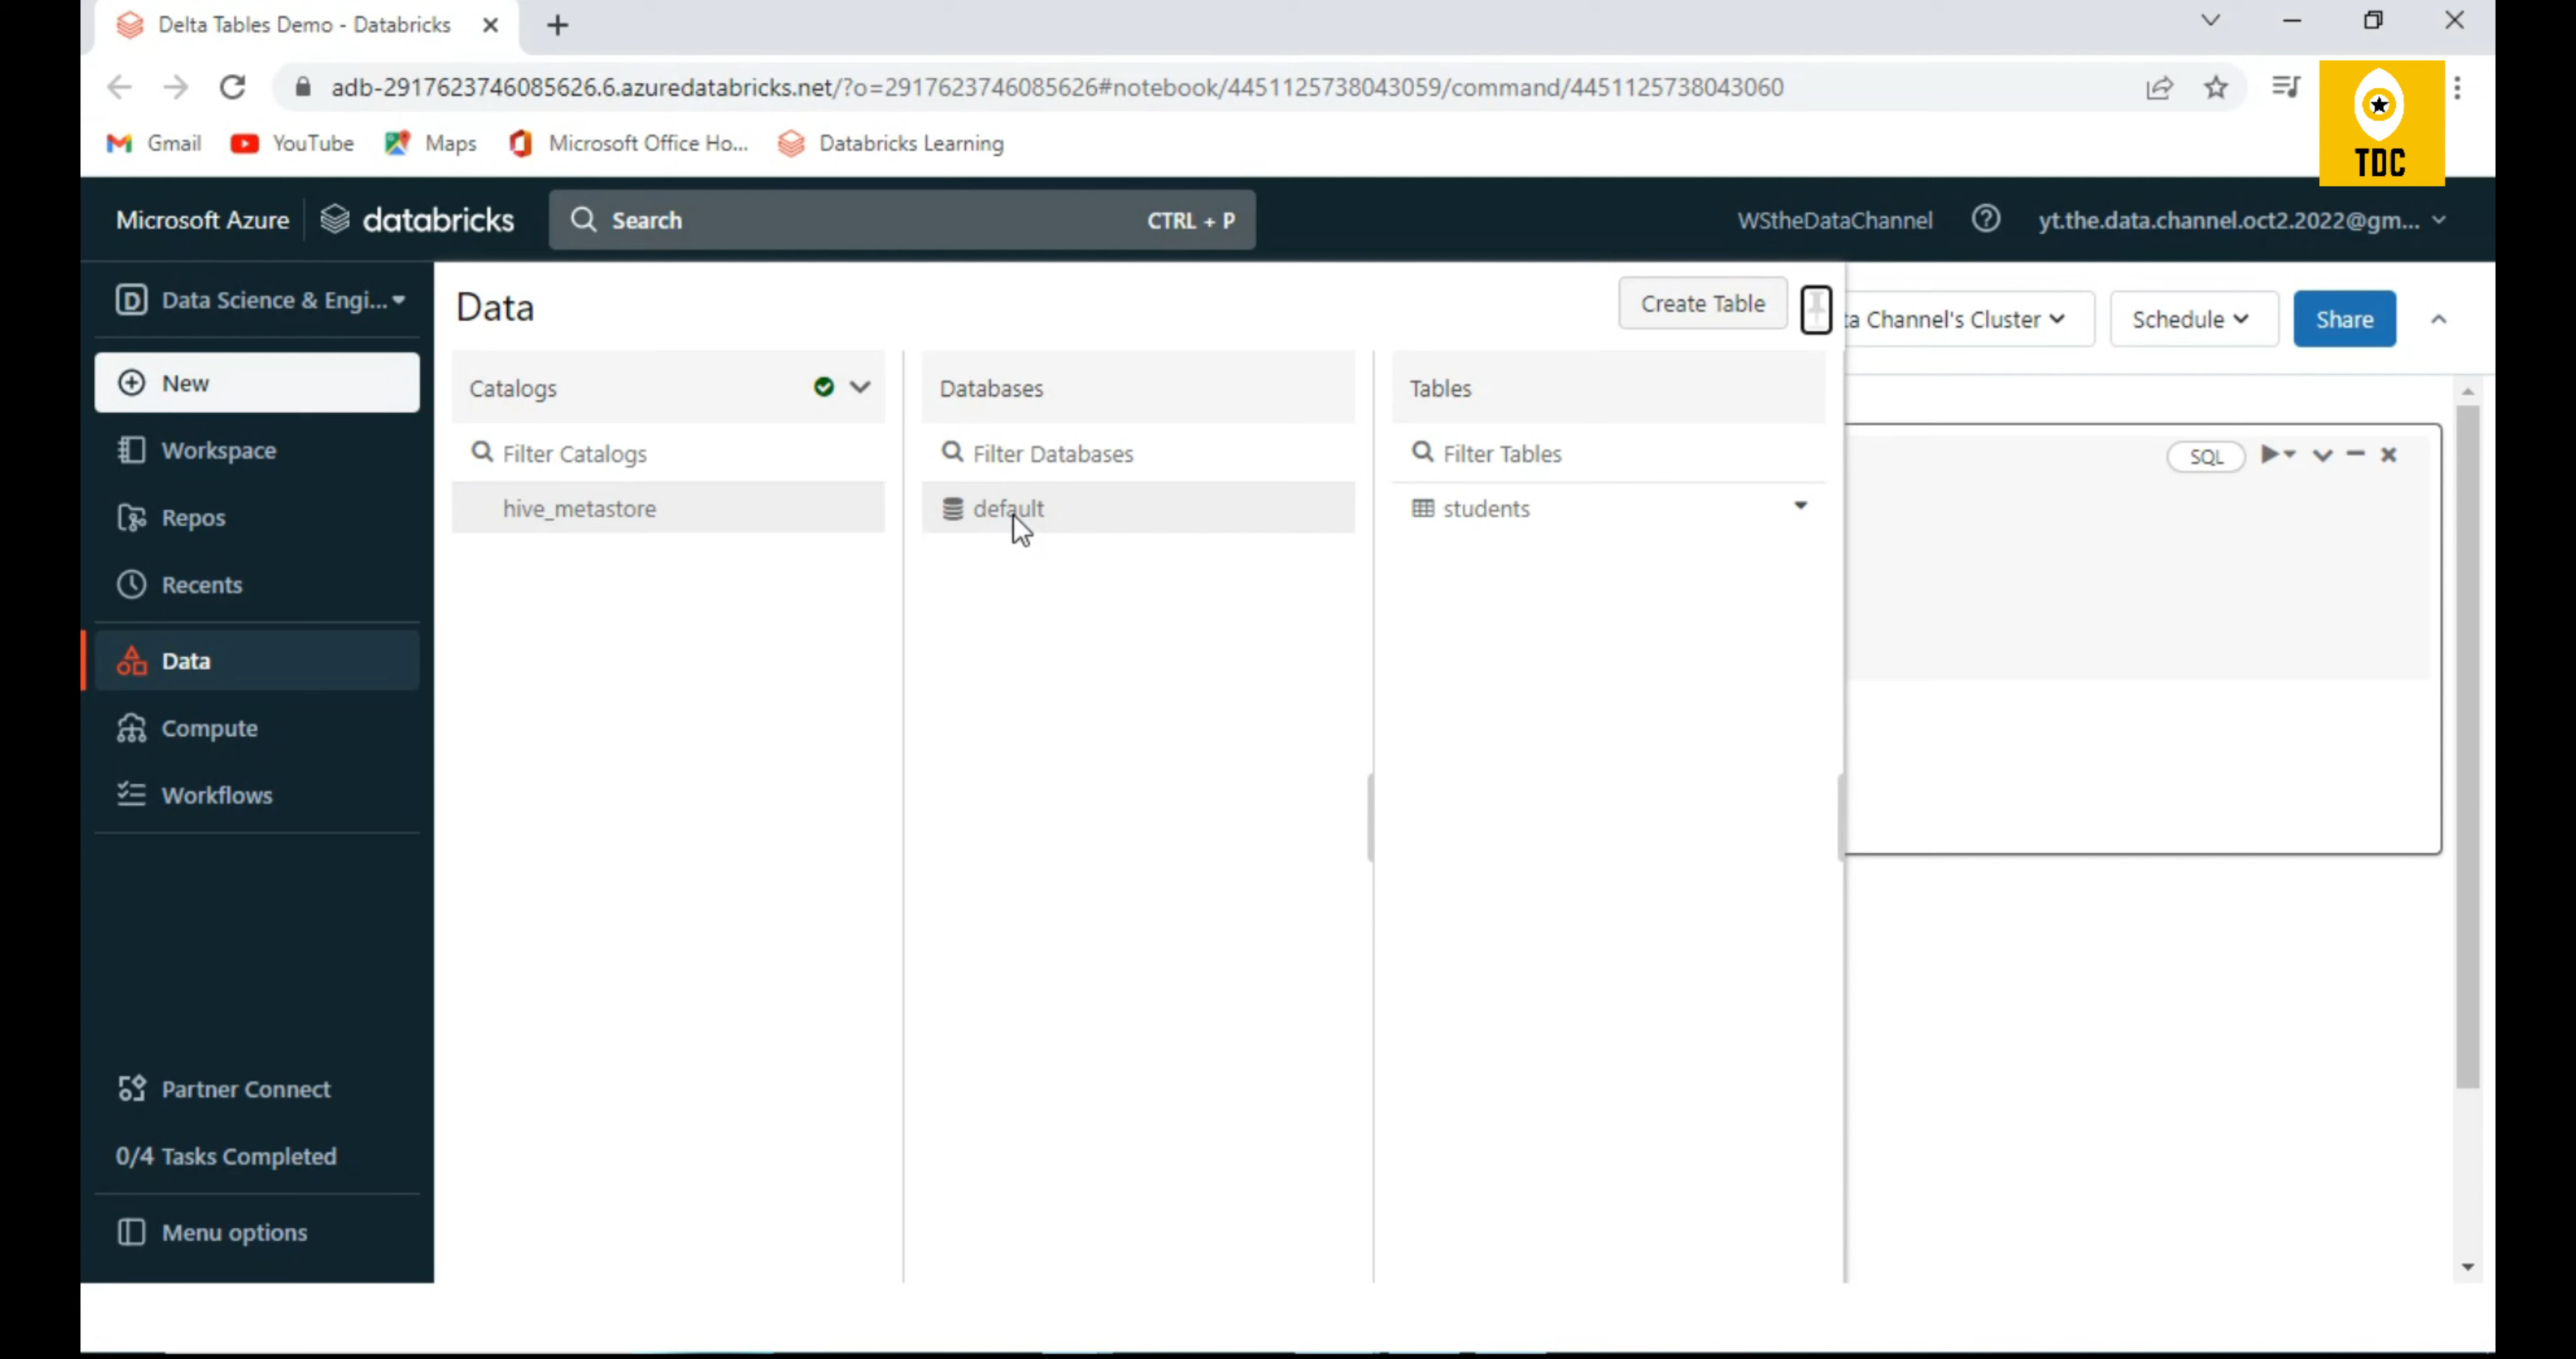 Delta Tables Demo - Databricks
adb-2917623746085626.6.azuredatabricks.net/?o=2917623746085626#notebook/4451125738043059/command/4451125738043060
Gmail YouTube Maps Microsoft Office Ho... Databricks Learning
TDC
Microsoft Azure databricks Search CTRL + P WStheDataChannel yt.the.data.channel.oct2.2022@gm...
Data Science & Engi...
New
Workspace
Repos
Recents
Data
Compute
Workflows
Partner Connect
0/4 Tasks Completed
Menu options
Data Create Table
Catalogs Databases Tables
Filter Catalogs Filter Databases Filter Tables
hive_metastore default students
ta Channel's Cluster Schedule Share
SQL